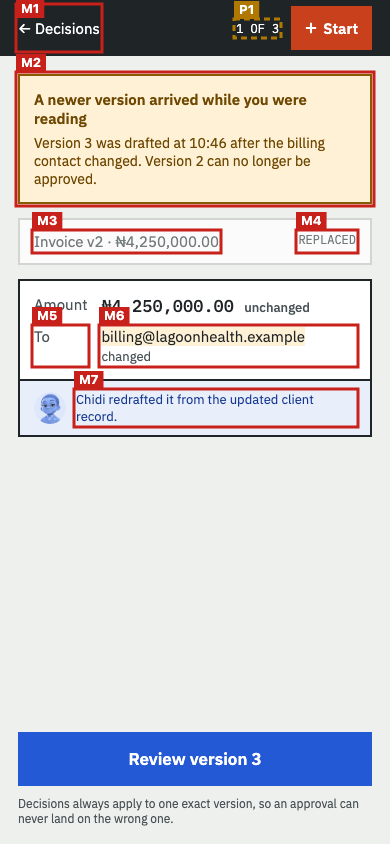 M1
P1
← Decisions
1 OF 3
+ Start
M2
A newer version arrived while you were
reading
Version 3 was drafted at 10:46 after the billing
contact changed. Version 2 can no longer be
approved.
M3
M4
Invoice v2 · ₦4,250,000.00
REPLACED
Amount ₦4,250,000.00 unchanged
M5
M6
To billing@lagoonhealth.example
changed
M7
Chidi redrafted it from the updated client
record.
Review version 3
Decisions always apply to one exact version, so an approval can
never land on the wrong one.